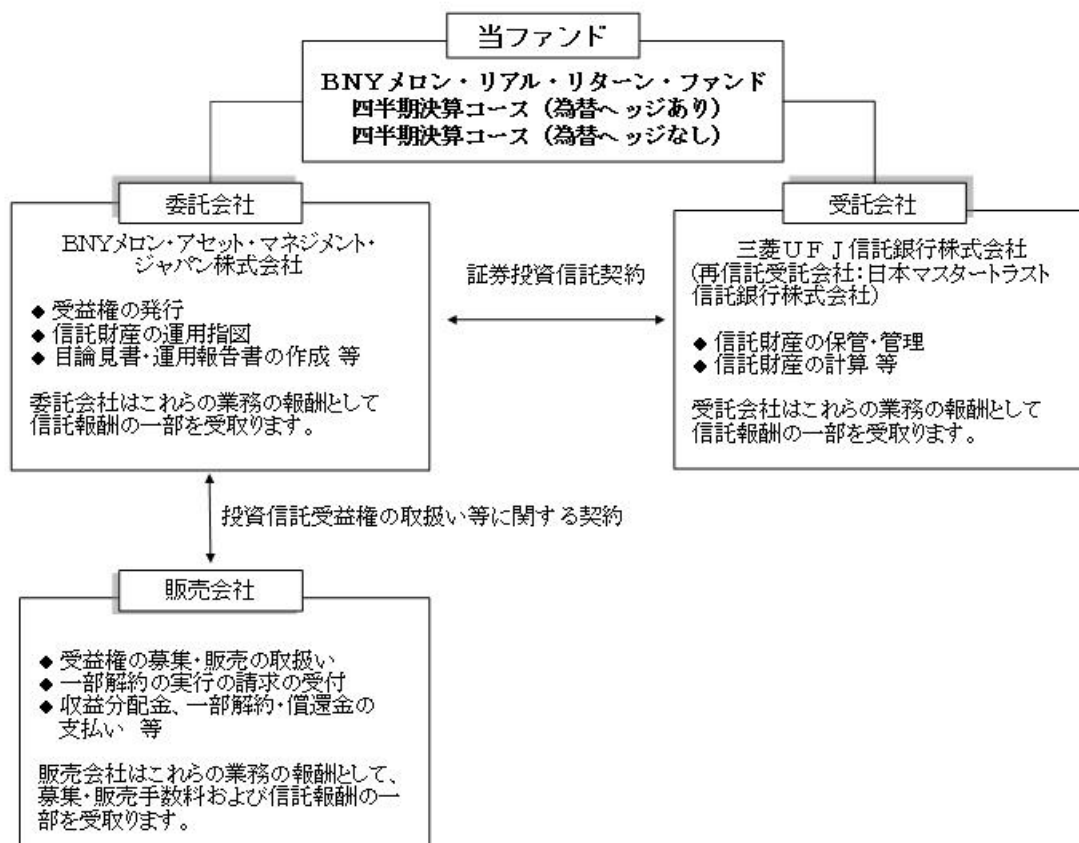 当ファンド
BNYメロン・リアル・リターン・ファンド
四半期決算コース(為替ヘッジあり)
四半期決算コース(為替ヘッジなし)
委託会社
BNYメロン・アセット・マネジメント・
ジャパン株式会社
◆ 受益権の発行
◆ 信託財産の運用指図
◆ 目論見書・運用報告書の作成 等
委託会社はこれらの業務の報酬として
信託報酬の一部を受取ります。
証券投資信託契約
受託会社
三菱UFJ信託銀行株式会社
(再信託受託会社:日本マスタートラスト
信託銀行株式会社)
◆ 信託財産の保管・管理
◆ 信託財産の計算 等
受託会社はこれらの業務の報酬として
信託報酬の一部を受取ります。
投資信託受益権の取扱い等に関する契約
販売会社
◆ 受益権の募集・販売の取扱い
◆ 一部解約の実行の請求の受付
◆ 収益分配金、一部解約・償還金の
支払い 等
販売会社はこれらの業務の報酬として、
募集・販売手数料および信託報酬の一
部を受取ります。